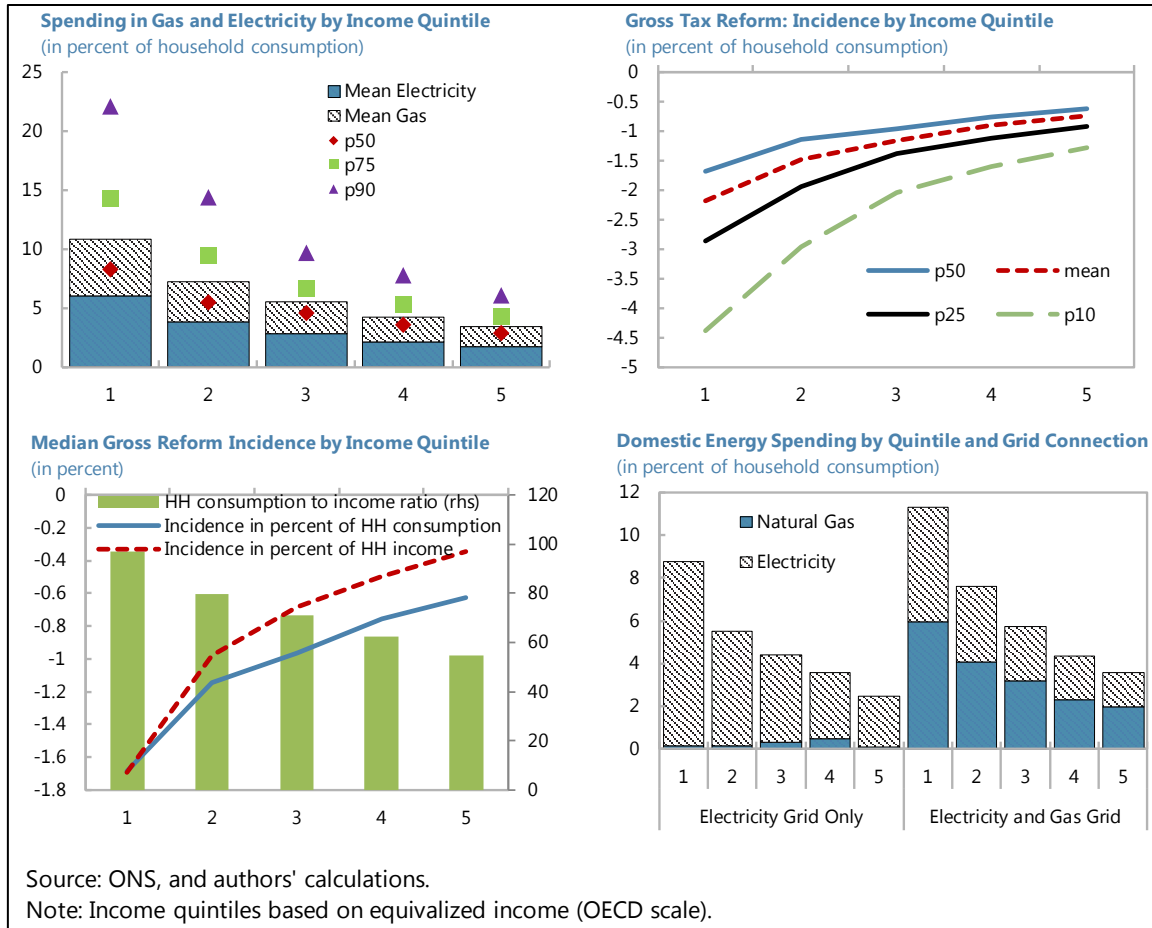 Spending in Gas and Electricity by Income Quintile
(in percent of household consumption)
25
20
15
10
5
0
Mean Electricity
Mean Gas
p50
p75
p90
1 2 3 4 5
Gross Tax Reform: Incidence by Income Quintile
(in percent of household consumption)
0
-0.5
-1
-1.5
-2
-2.5
-3
-3.5
-4
-4.5
-5
p50 mean
p25 p10
1 2 3 4 5
Median Gross Reform Incidence by Income Quintile
(in percent)
0
-0.2
-0.4
-0.6
-0.8
-1
-1.2
-1.4
-1.6
-1.8
HH consumption to income ratio (rhs)
Incidence in percent of HH consumption
Incidence in percent of HH income
120
100
80
60
40
20
0
1 2 3 4 5
Domestic Energy Spending by Quintile and Grid Connection
(in percent of household consumption)
12
10
8
6
4
2
0
Natural Gas
Electricity
1 2 3 4 5 1 2 3 4 5
Electricity Grid Only Electricity and Gas Grid
Source: ONS, and authors' calculations.
Note: Income quintiles based on equivalized income (OECD scale).